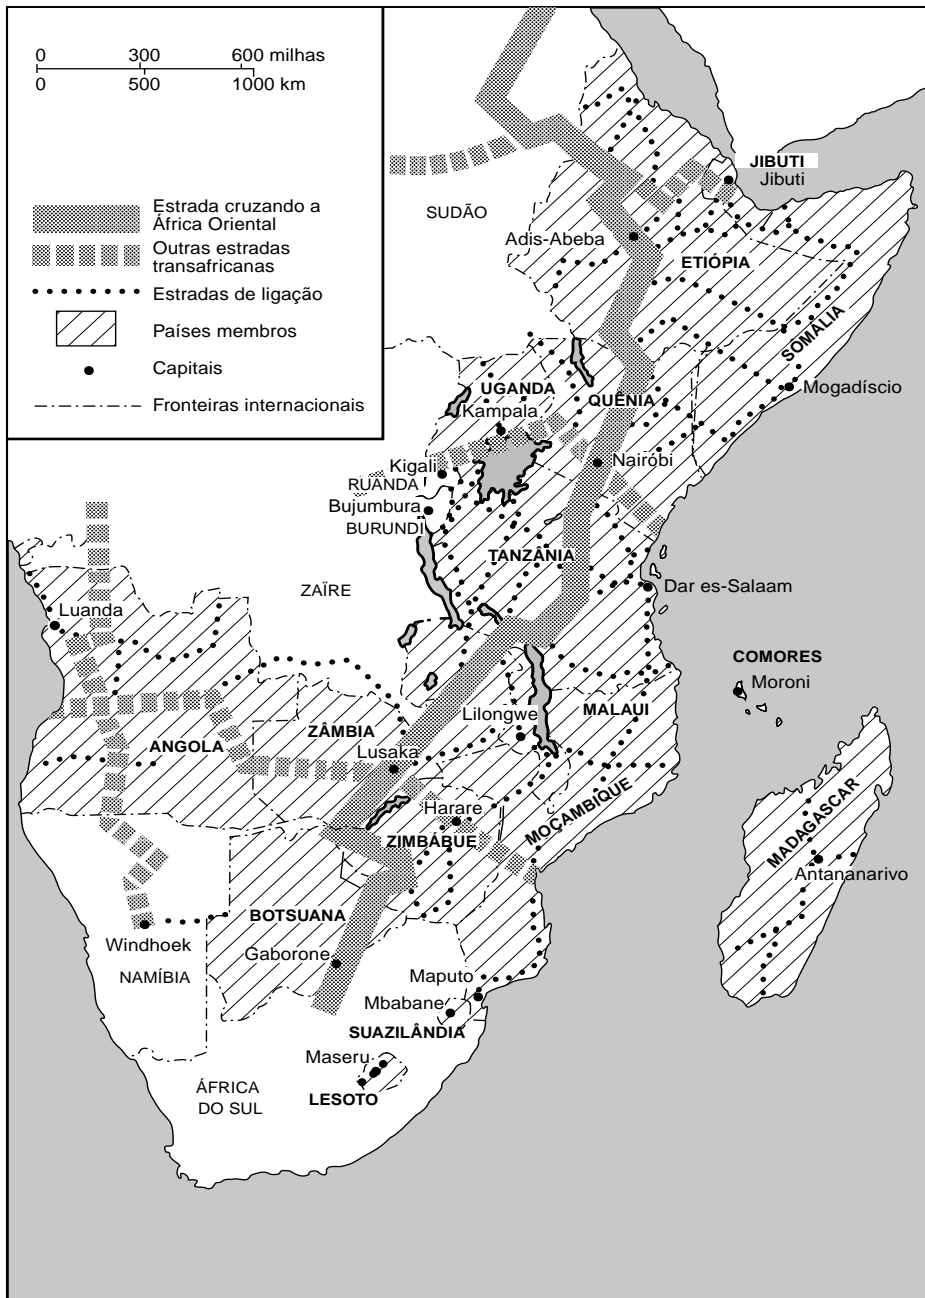 0 300 600 milhas
0 500 1000 km
Estrada cruzando a
África Oriental
Outras estradas
transafricanas
Estradas de ligação
Países membros
Capitais
Fronteiras internacionais
JIBUTI
Jibuti
SUDÃO
Adis-Abeba
ETIÓPIA
SOMÁLIA
Mogadíscio
UGANDA
Kampala
QUÊNIA
Nairóbi
Kigali
RUANDA
Bujumbura
BURUNDI
TANZÂNIA
Dar es-Salaam
ZAÏRE
Luanda
COMORES
Moroni
ANGOLA
ZÂMBIA
Lusaka
Lilongwe
MALAUI
Harare
ZIMBÁBUE
MOÇAMBIQUE
MADAGASCAR
Antananarivo
BOTSUANA
Windhoek
Gaborone
NAMÍBIA
Maputo
Mbabane
SUAZILÂNDIA
Maseru
LESOTO
ÁFRICA
DO SUL